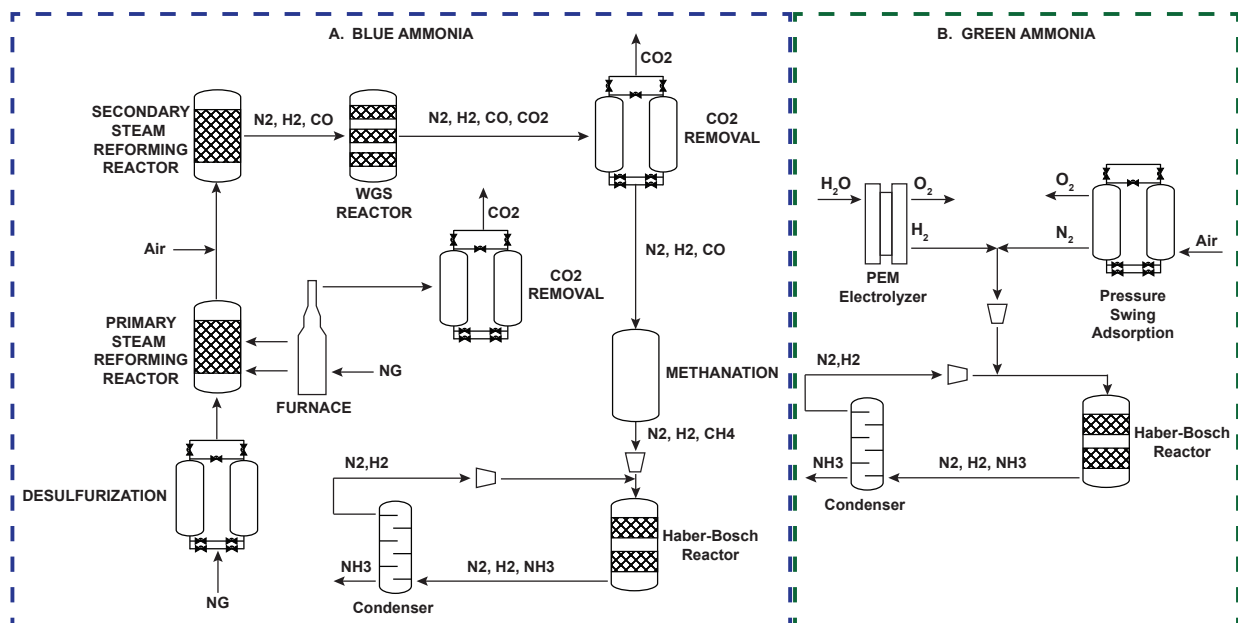 A. BLUE AMMONIA
CO2
SECONDARY
STEAM
REFORMING
REACTOR
N2, H2, CO
N2, H2, CO, CO2
CO2
REMOVAL
WGS
REACTOR
CO2
Air
N2, H2, CO
CO2
REMOVAL
PRIMARY
STEAM
REFORMING
REACTOR
NG
FURNACE
METHANATION
N2, H2, CH4
DESULFURIZATION
N2,H2
Haber-Bosch
Reactor
NH3
N2, H2, NH3
NG
Condenser
B. GREEN AMMONIA
H₂O
O₂
O₂
H₂
N₂
Air
PEM
Electrolyzer
Pressure
Swing
Adsorption
N2,H2
Haber-Bosch
Reactor
NH3
N2, H2, NH3
Condenser